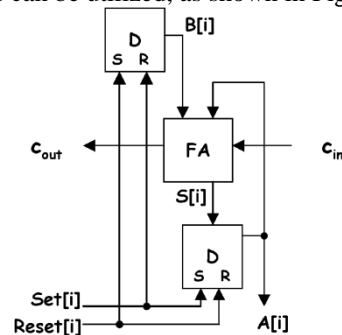 can be utilized, as shown in Fig
B[i]
D
S R
Cout
FA
Cin
S[i]
D
S R
Set[i]
Reset[i]
A[i]